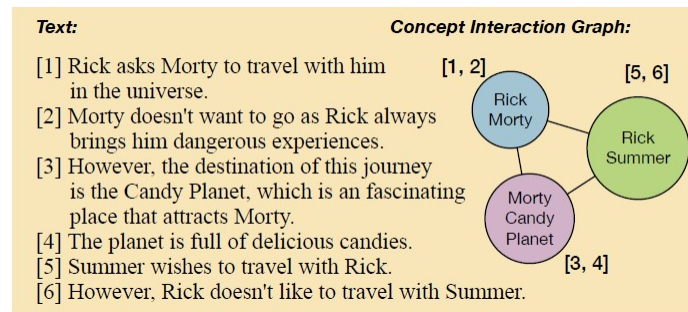 Text:
Concept Interaction Graph:
[1] Rick asks Morty to travel with him
in the universe.
[2] Morty doesn't want to go as Rick always
brings him dangerous experiences.
[3] However, the destination of this journey
is the Candy Planet, which is an fascinating
place that attracts Morty.
[4] The planet is full of delicious candies.
[5] Summer wishes to travel with Rick.
[6] However, Rick doesn't like to travel with Summer.
[1, 2]
Rick
Morty
[5, 6]
Rick
Summer
Morty
Candy
Planet
[3, 4]